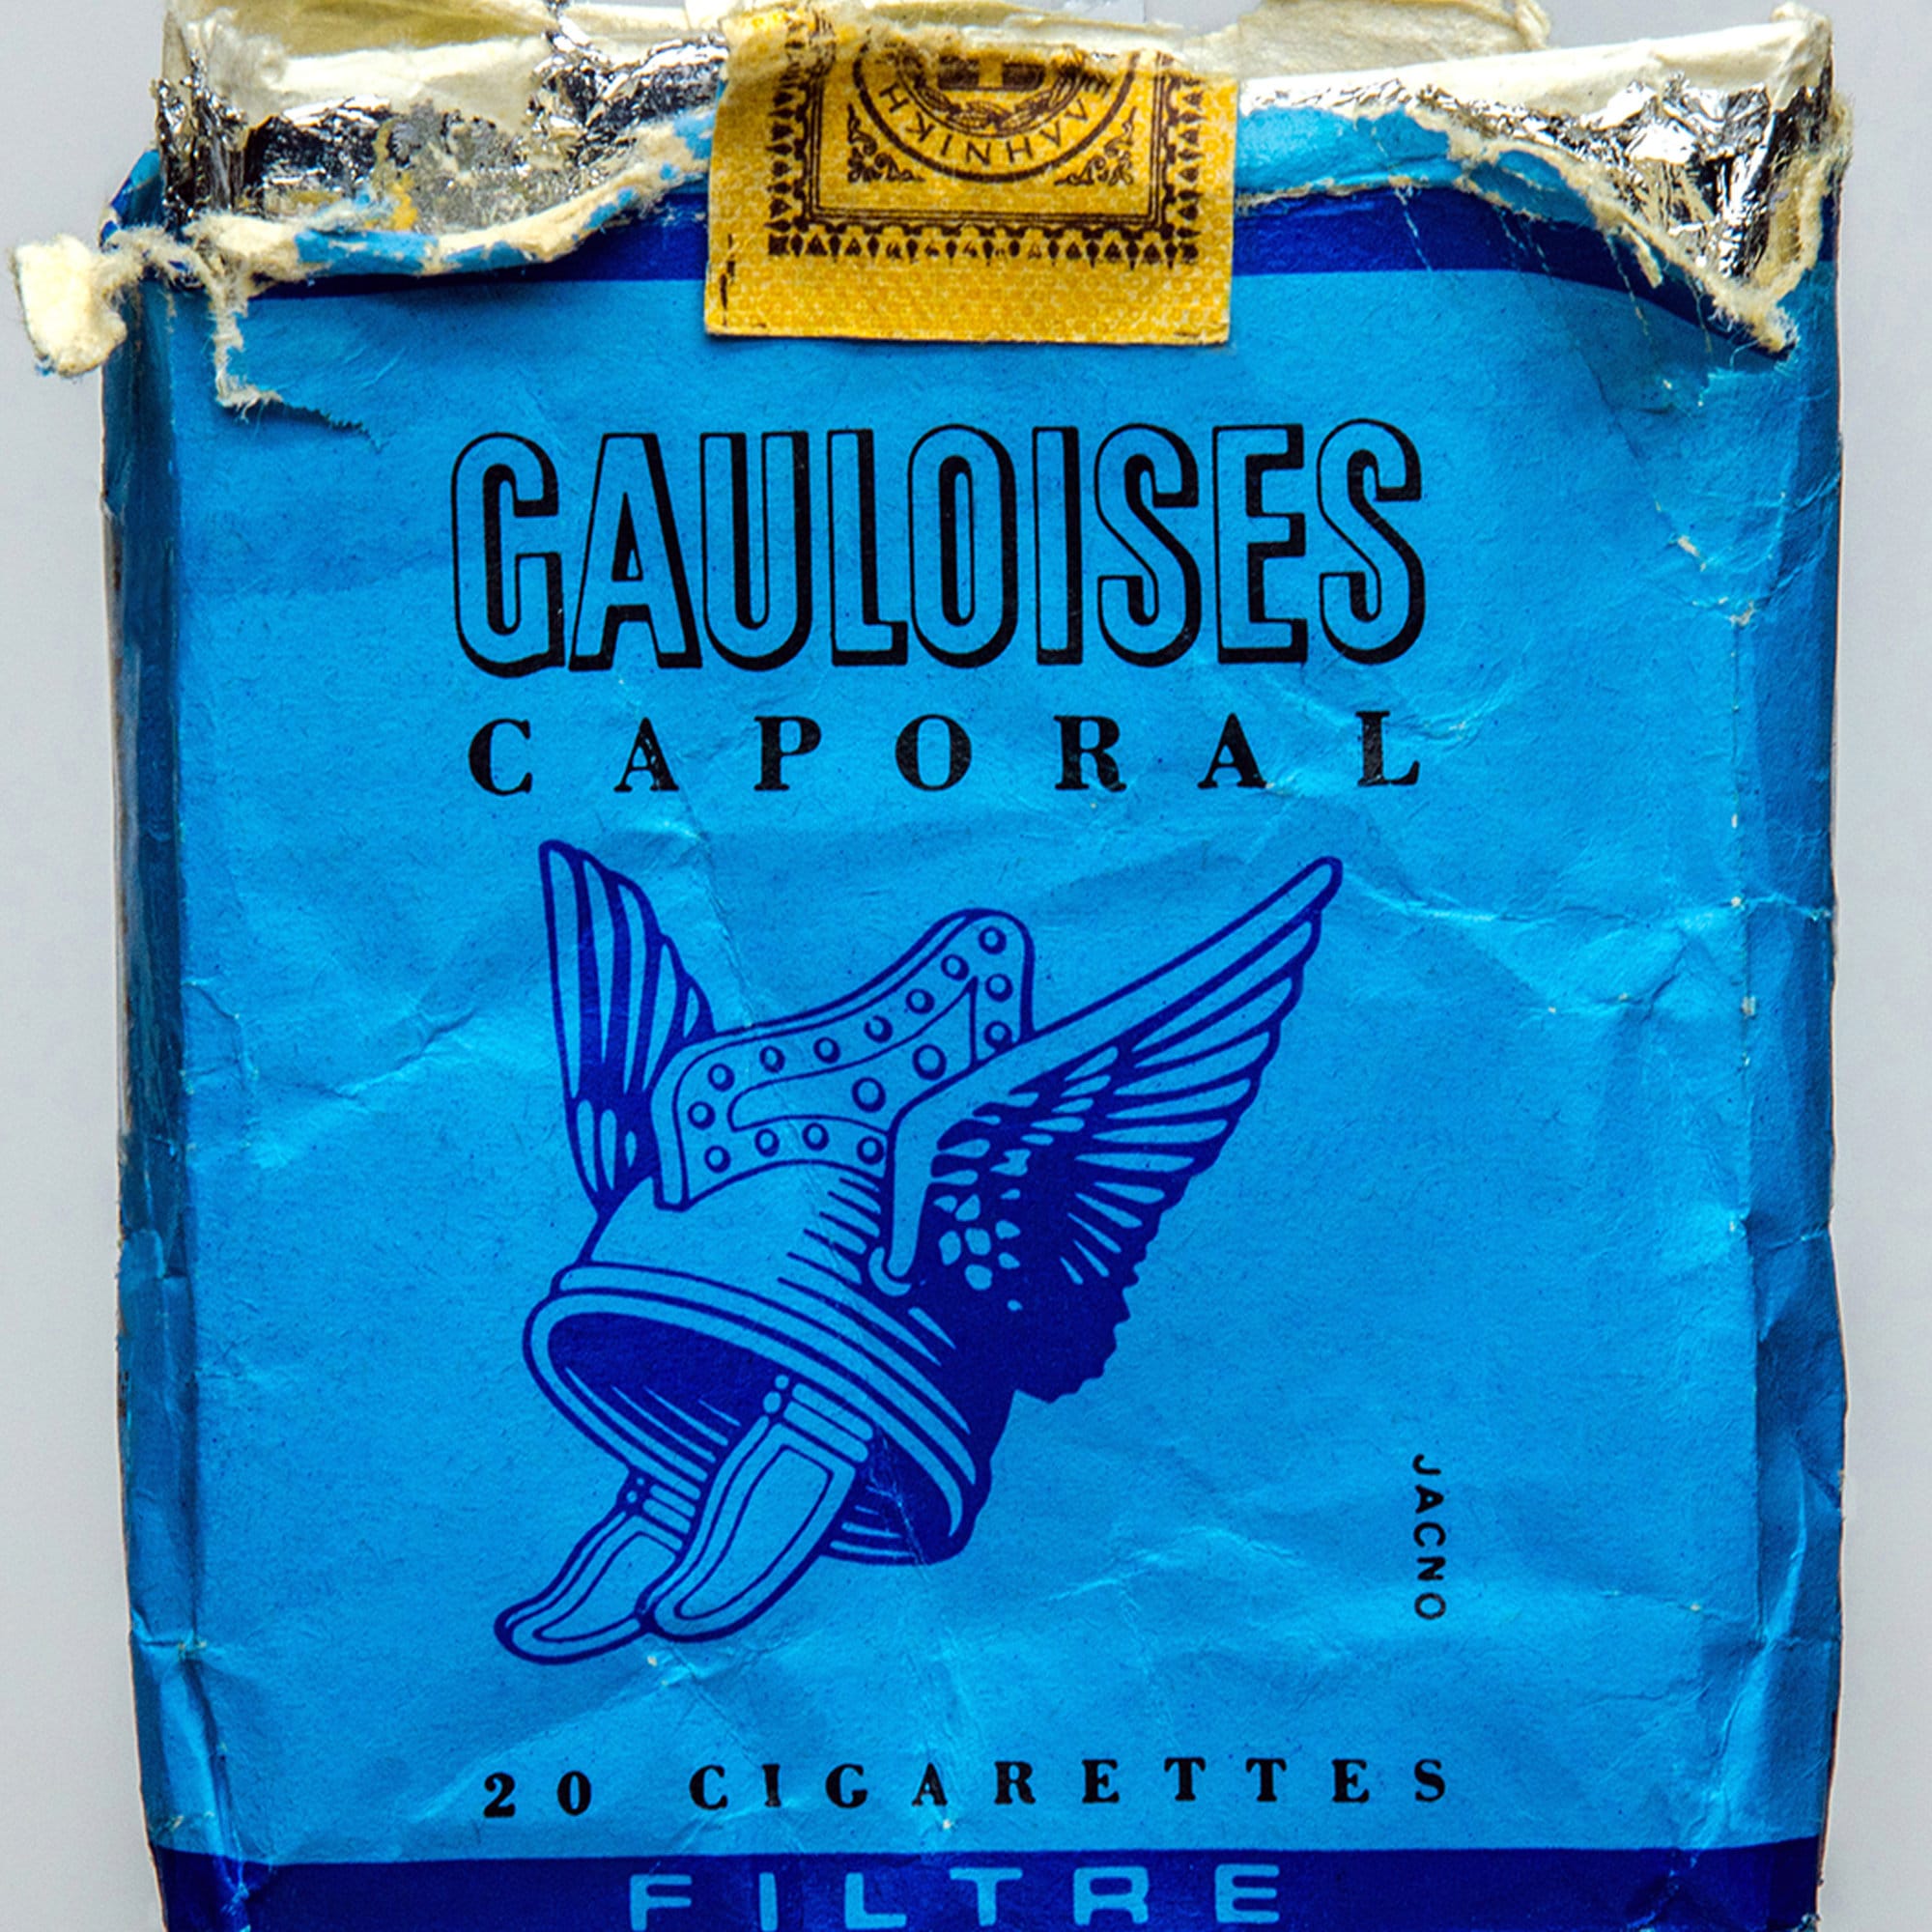 ΕΛΛΗΝΙΚΗ
GAULOISES
CAPORAL
JACNO
20 CIGARETTES
FILTRE